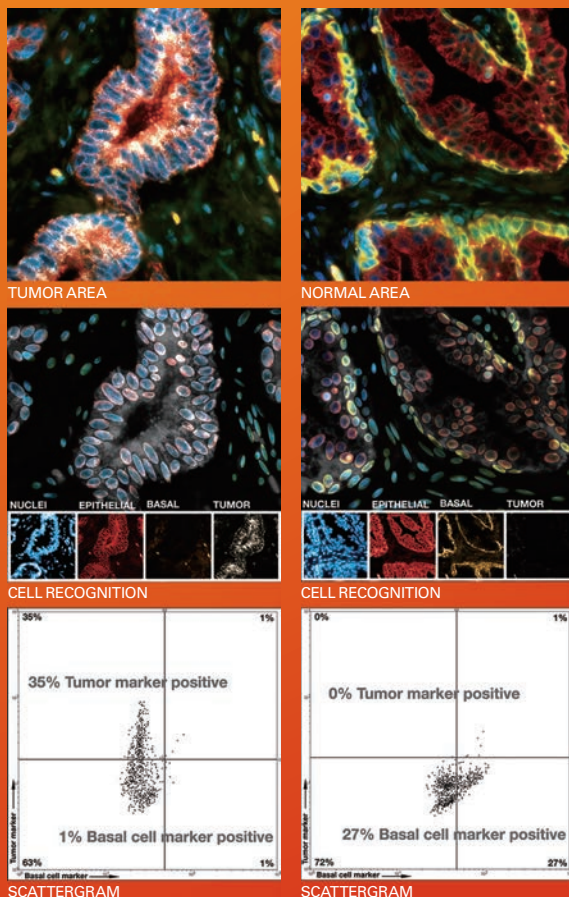 TUMOR AREA
NORMAL AREA
NUCLEI EPITHELIAL BASAL TUMOR
NUCLEI EPITHELIAL BASAL TUMOR
CELL RECOGNITION
CELL RECOGNITION
35% 1%
35% Tumor marker positive
1% Basal cell marker positive
Tumor marker
63% 1%
Basal cell marker
SCATTERGRAM
0% 1%
0% Tumor marker positive
27% Basal cell marker positive
Tumor marker
72% 27%
Basal cell marker
SCATTERGRAM